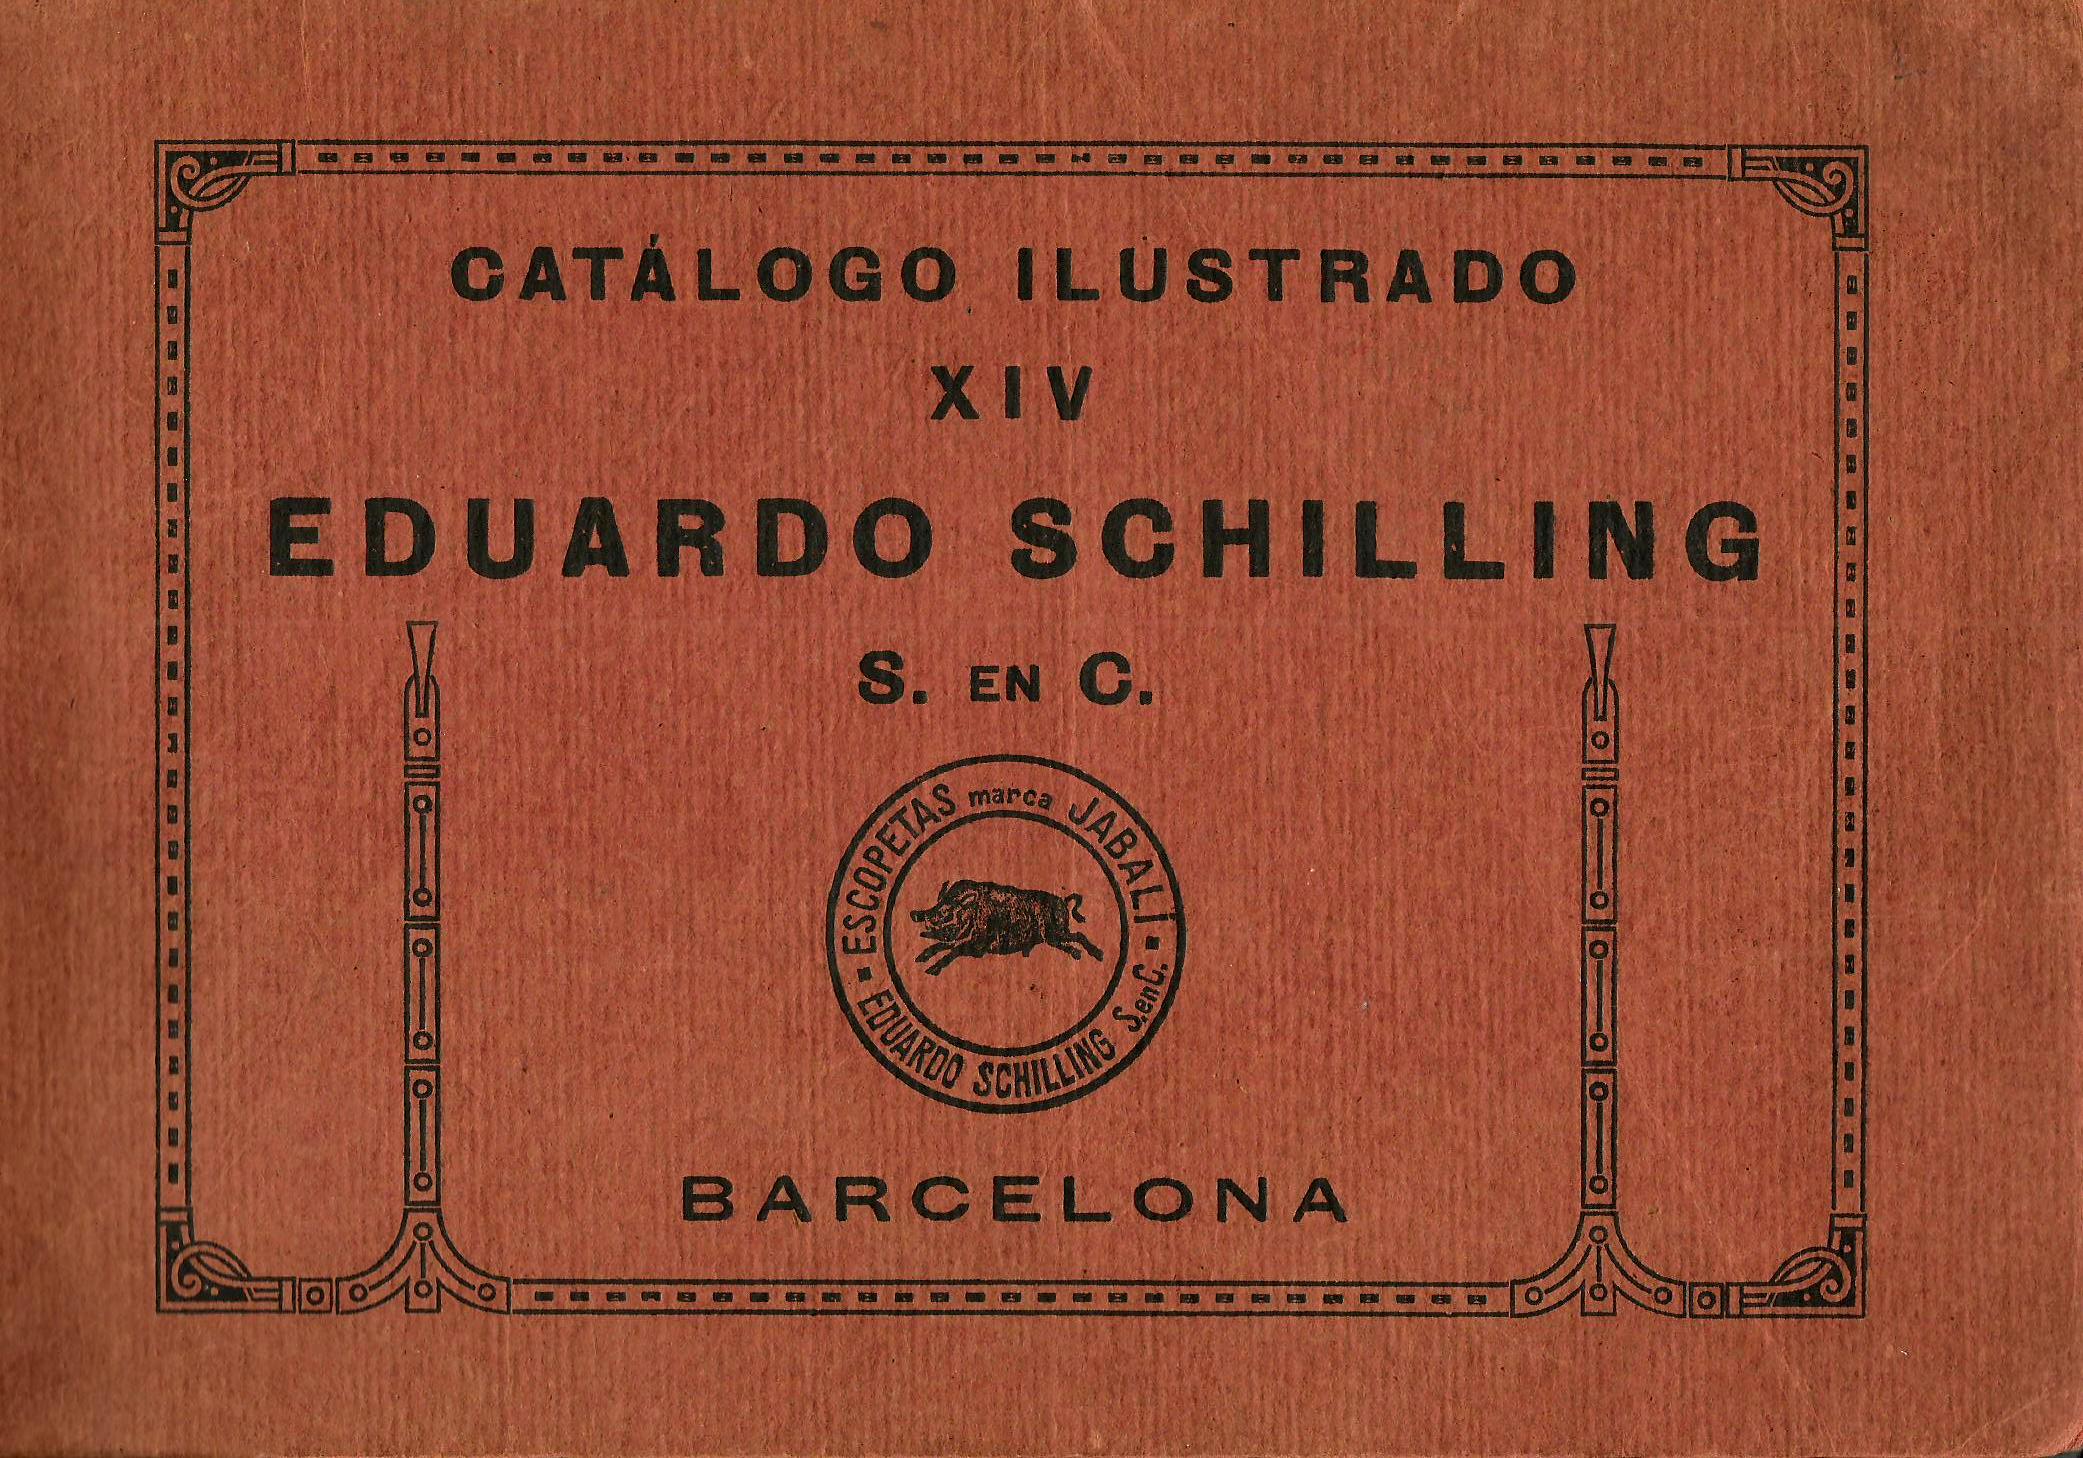 CATÁLOGO ILUSTRADO
XIV
EDUARDO SCHILLING
S. EN C.
ESCOPETAS marca JABALÍ
EDUARDO SCHILLING S. en C.
BARCELONA